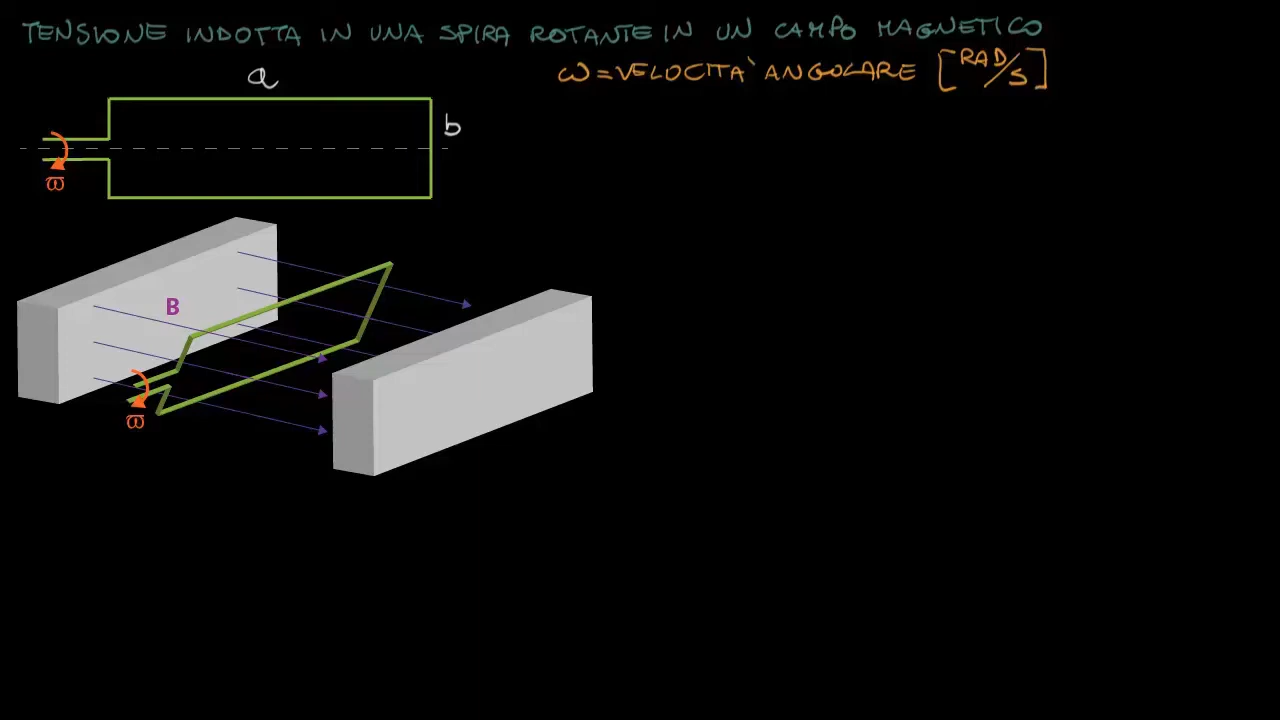 TENSIONE INDOTTA IN UNA SPIRA ROTANTE IN UN CAMPO MAGNETICO
ω = VELOCITA' ANGOLARE [RAD/S]
a
b
ϖ
B
ϖ